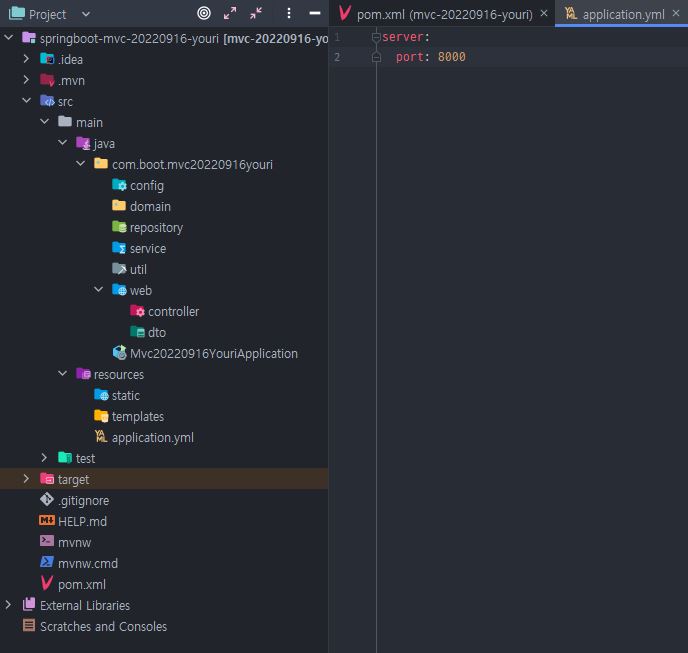 Project
pom.xml (mvc-20220916-youri)
application.yml
springboot-mvc-20220916-youri [mvc-20220916-yo
.idea
.mvn
src
main
java
com.boot.mvc20220916youri
config
domain
repository
service
util
web
controller
dto
Mvc20220916YouriApplication
resources
static
templates
application.yml
test
target
.gitignore
HELP.md
mvnw
mvnw.cmd
pom.xml
External Libraries
Scratches and Consoles
1 server:
2 port: 8000